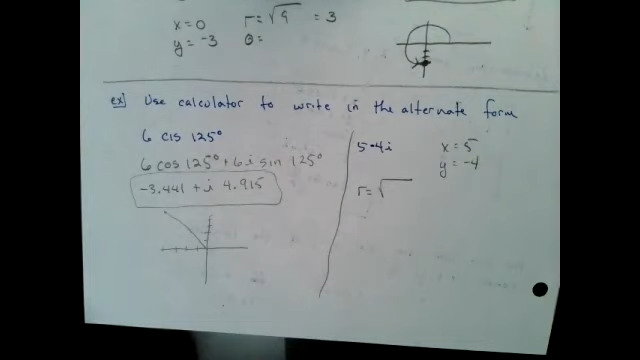 x = 0   r = √9   = 3
y = -3   θ =
ex) Use calculator to write in the alternate form
6 cis 125°
6 cos 125° + 6 i sin 125°
-3.441 + i 4.915
5-4i   x = 5
y = -4
r = √